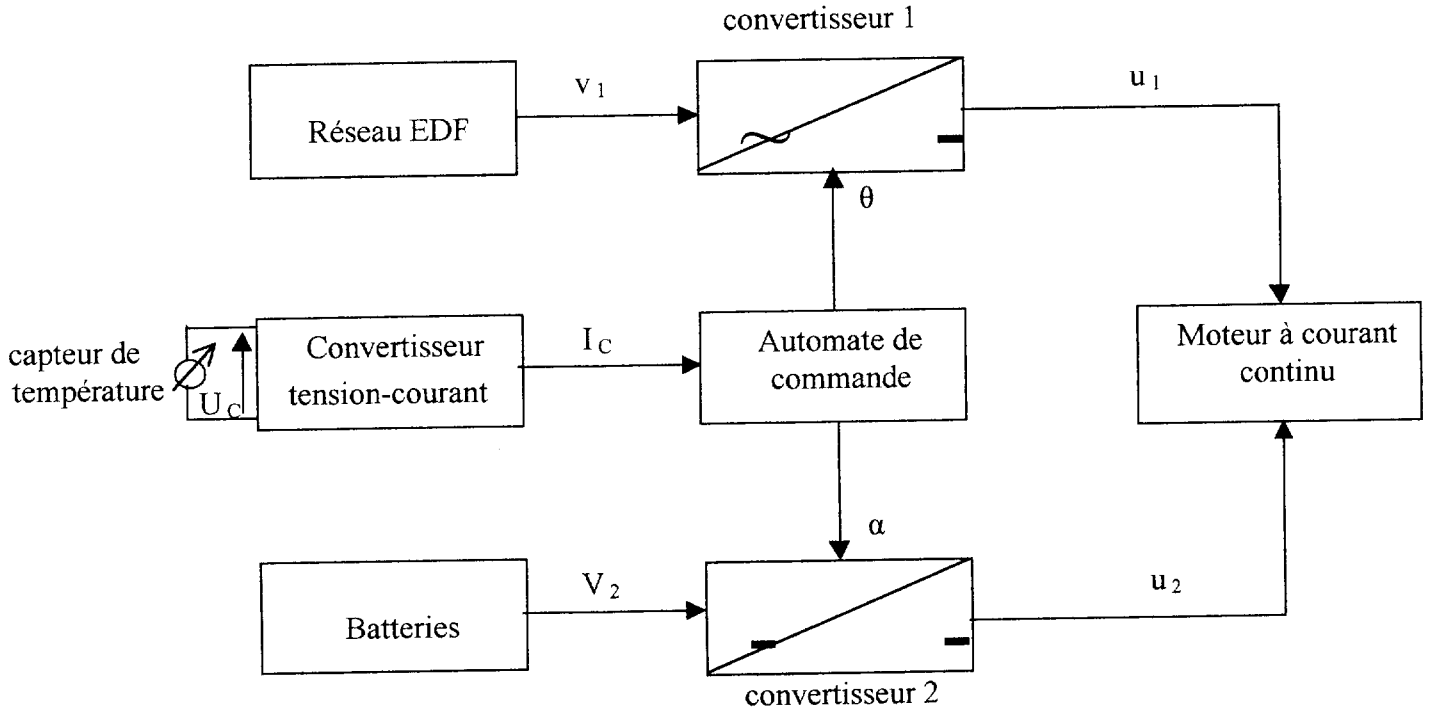 convertisseur 1
Réseau EDF
v 1
u 1
θ
capteur de
température
U C
Convertisseur
tension-courant
I C
Automate de
commande
Moteur à courant
continu
α
Batteries
V 2
u 2
convertisseur 2